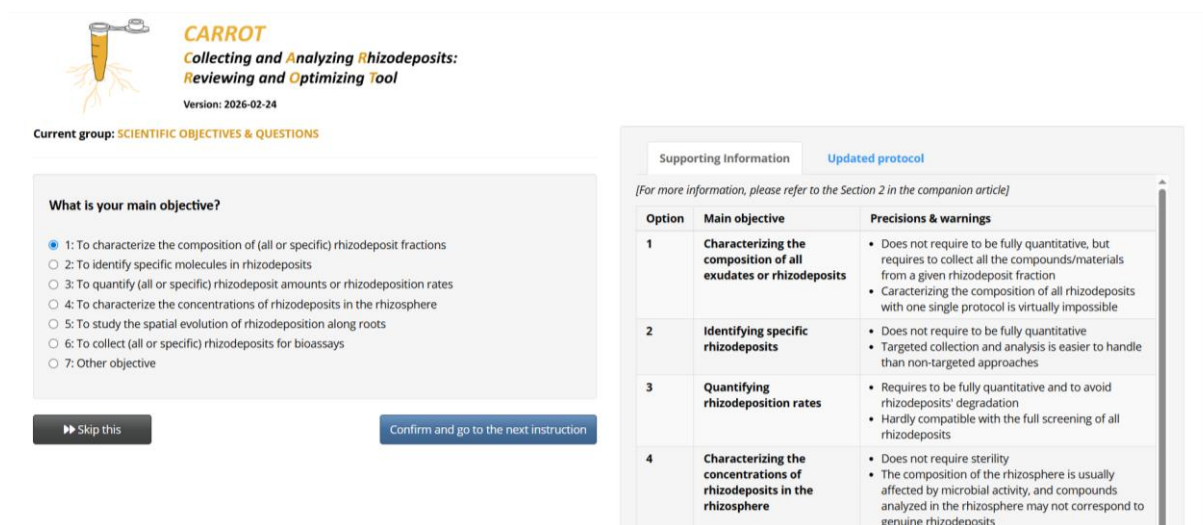 CARROT
Collecting and Analyzing Rhizodeposits:
Reviewing and Optimizing Tool
Version: 2026-02-24
Current group: SCIENTIFIC OBJECTIVES & QUESTIONS
What is your main objective?
1: To characterize the composition of (all or specific) rhizodeposit fractions
2: To identify specific molecules in rhizodeposits
3: To quantify (all or specific) rhizodeposit amounts or rhizodeposition rates
4: To characterize the concentrations of rhizodeposits in the rhizosphere
5: To study the spatial evolution of rhizodeposition along roots
6: To collect (all or specific) rhizodeposits for bioassays
7: Other objective
Skip this
Confirm and go to the next instruction
Supporting Information
Updated protocol
[For more information, please refer to the Section 2 in the companion article]
Option Main objective Precisions & warnings
1
Characterizing the
composition of all
exudates or rhizodeposits
• Does not require to be fully quantitative, but
requires to collect all the compounds/materials
from a given rhizodeposit fraction
• Caracterizing the composition of all rhizodeposits
with one single protocol is virtually impossible
2
Identifying specific
rhizodeposits
• Does not require to be fully quantitative
• Targeted collection and analysis is easier to handle
than non-targeted approaches
3
Quantifying
rhizodeposition rates
• Requires to be fully quantitative and to avoid
rhizodeposits' degradation
• Hardly compatible with the full screening of all
rhizodeposits
4
Characterizing the
concentrations of
rhizodeposits in the
rhizosphere
• Does not require sterility
• The composition of the rhizosphere is usually
affected by microbial activity, and compounds
analyzed in the rhizosphere may not correspond to
genuine rhizodeposits